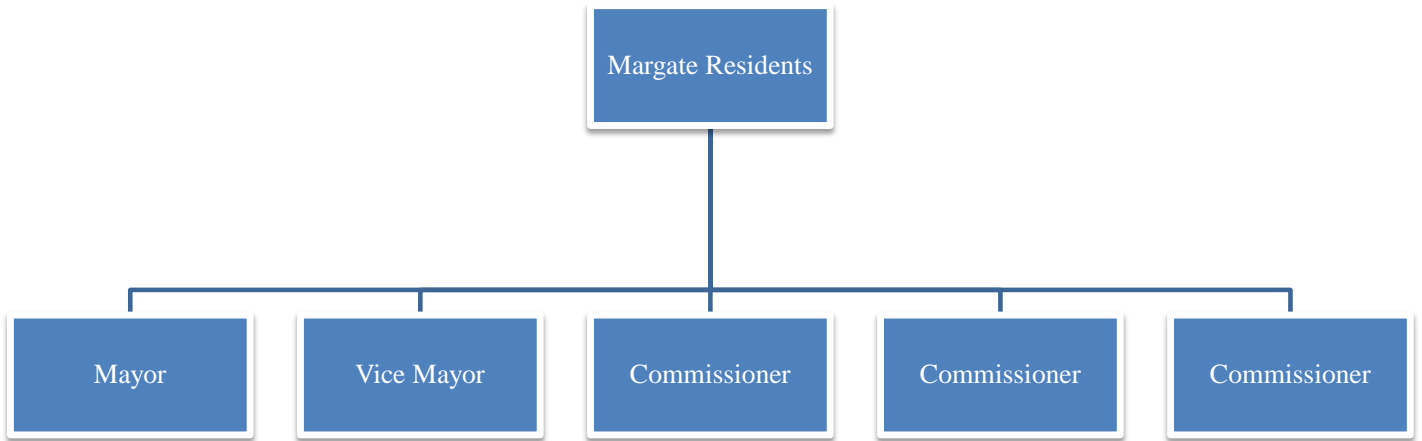 Margate Residents
Mayor
Vice Mayor
Commissioner
Commissioner
Commissioner